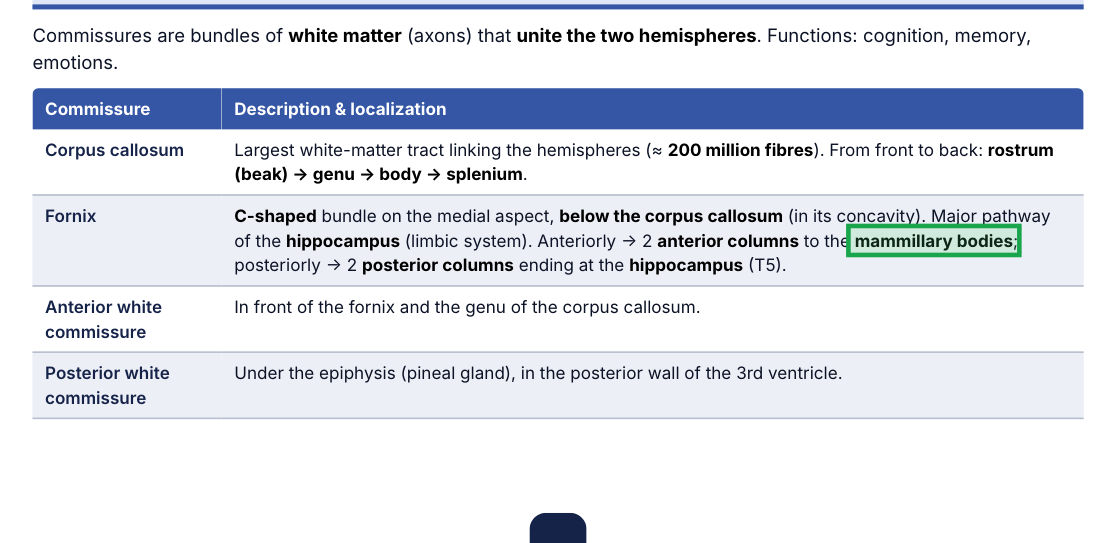 Commissures are bundles of white matter (axons) that unite the two hemispheres. Functions: cognition, memory,
emotions.
Commissure Description & localization
Corpus callosum Largest white-matter tract linking the hemispheres (≈ 200 million fibres). From front to back: rostrum
(beak) → genu → body → splenium.
Fornix C-shaped bundle on the medial aspect, below the corpus callosum (in its concavity). Major pathway
of the hippocampus (limbic system). Anteriorly → 2 anterior columns to the mammillary bodies;
posteriorly → 2 posterior columns ending at the hippocampus (T5).
Anterior white In front of the fornix and the genu of the corpus callosum.
commissure
Posterior white Under the epiphysis (pineal gland), in the posterior wall of the 3rd ventricle.
commissure